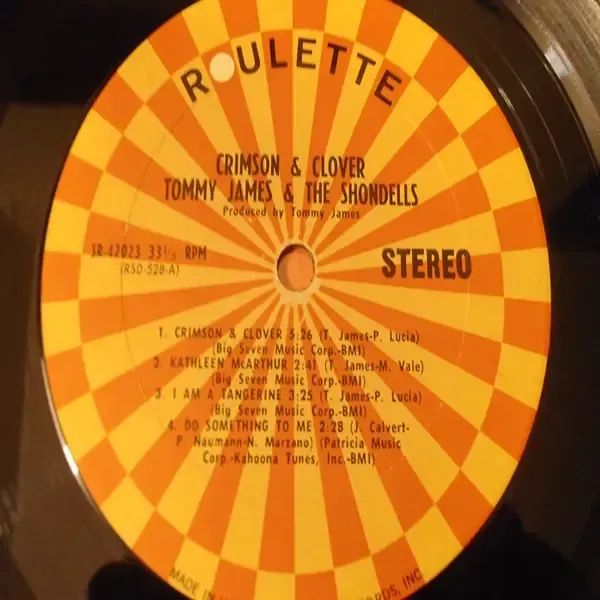 ROULETTE
CRIMSON & CLOVER
TOMMY JAMES & THE SHONDELLS
Produced by Tommy James
SR-42023 33⅓ RPM
(RSD-528-A)
STEREO
1. CRIMSON & CLOVER 5:26 (T. James-P. Lucia)
(Big Seven Music Corp.-BMI)
2. KATHLEEN McARTHUR 2:41 (T. James-M. Vale)
(Big Seven Music Corp.-BMI)
3. I AM A TANGERINE 3:25 (T. James-P. Lucia)
(Big Seven Music Corp.-BMI)
4. DO SOMETHING TO ME 2:28 (J. Calvert-
P. Naumann-N. Marzano) (Patricia Music
Corp.-Kahoona Tunes, Inc.-BMI)
MADE IN
INC